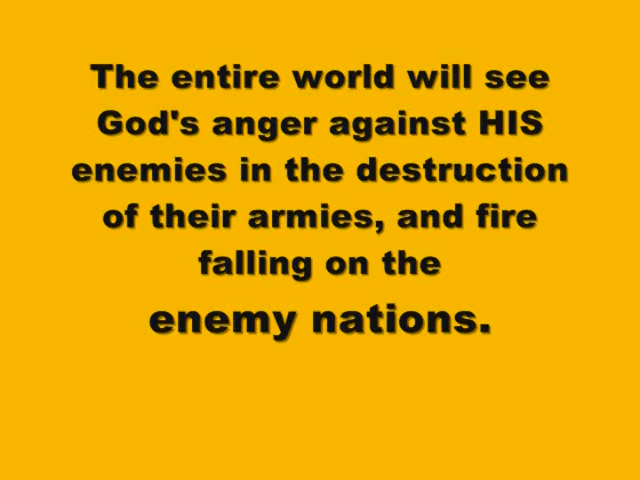 The entire world will see
God's anger against HIS
enemies in the destruction
of their armies, and fire
falling on the
enemy nations.